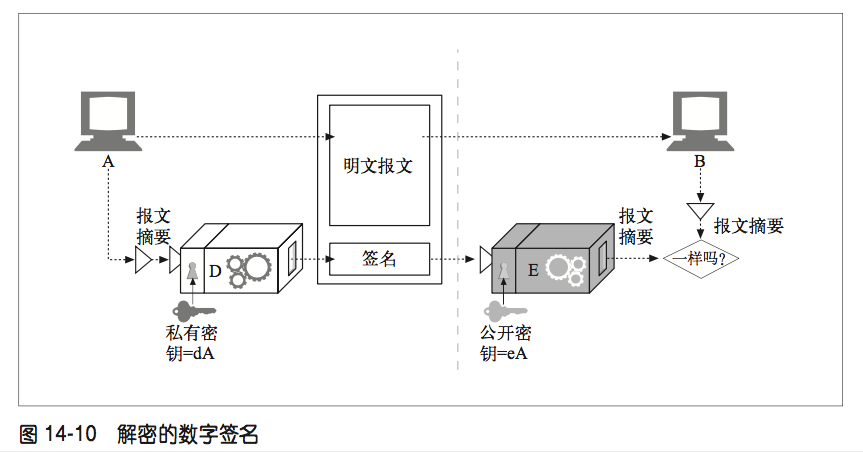 A
B
明文报文
报文
摘要
D
签名
E
报文
摘要
报文摘要
一样吗?
私有密
钥=dA
公开密
钥=eA
图 14-10 解密的数字签名